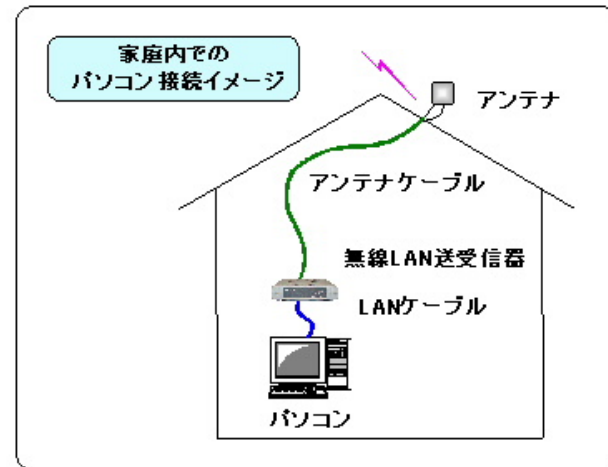 家庭内での
パソコン接続イメージ
アンテナ
アンテナケーブル
無線LAN送受信器
LANケーブル
パソコン